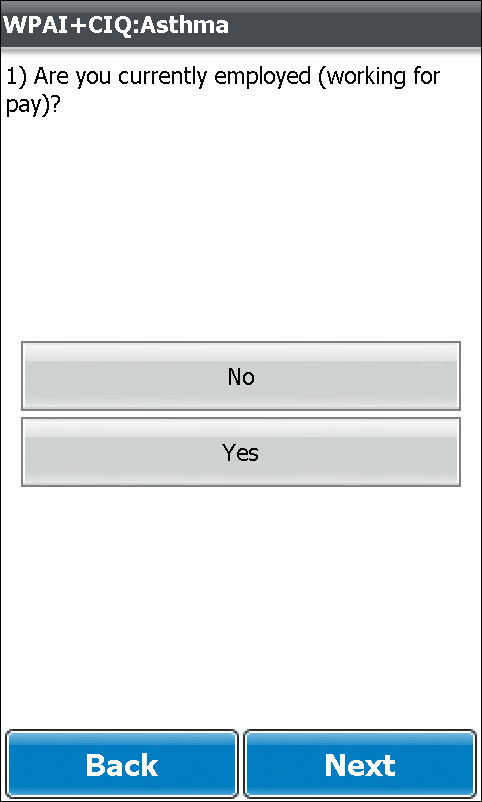 WPAI+CIQ:Asthma
1) Are you currently employed (working for
pay)?
No
Yes
Back
Next